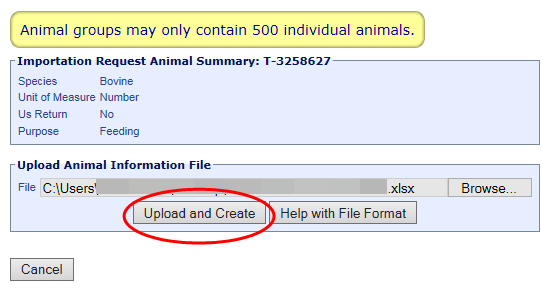 Animal groups may only contain 500 individual animals.
Importation Request Animal Summary: T-3258627
Species Bovine
Unit of Measure Number
Us Return No
Purpose Feeding
Upload Animal Information File
File C:\Users\ .xlsx Browse...
Upload and Create Help with File Format
Cancel